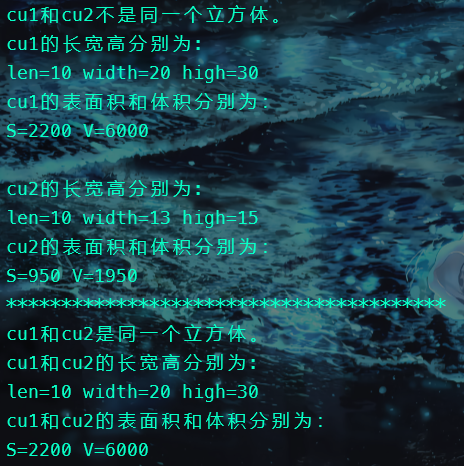 cu1和cu2不是同一个立方体。
cu1的长宽高分别为:
len=10 width=20 high=30
cu1的表面积和体积分别为:
S=2200 V=6000
cu2的长宽高分别为:
len=10 width=13 high=15
cu2的表面积和体积分别为:
S=950 V=1950
****************************************
cu1和cu2是同一个立方体。
cu1和cu2的长宽高分别为:
len=10 width=20 high=30
cu1和cu2的表面积和体积分别为:
S=2200 V=6000